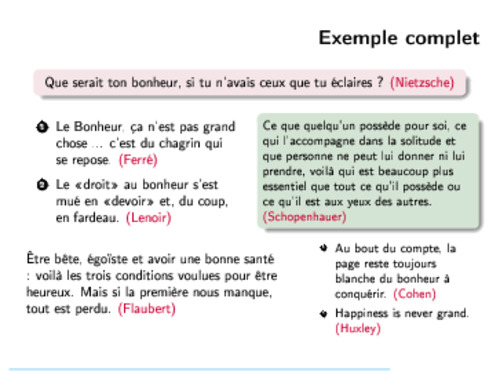 Exemple complet
Que serait ton bonheur, si tu n'avais ceux que tu éclaires ? (Nietzsche)
1 Le Bonheur, ça n'est pas grand
chose ... c'est du chagrin qui
se repose. (Ferré)
2 Le «droit» au bonheur s'est
mué en «devoir» et, du coup,
en fardeau. (Lenoir)
Ce que quelqu'un possède pour soi, ce
qui l'accompagne dans la solitude et
que personne ne peut lui donner ni lui
prendre, voilà qui est beaucoup plus
essentiel que tout ce qu'il possède ou
ce qu'il est aux yeux des autres.
(Schopenhauer)
Être bête, égoïste et avoir une bonne santé
: voilà les trois conditions voulues pour être
heureux. Mais si la première nous manque,
tout est perdu. (Flaubert)
Au bout du compte, la
page reste toujours
blanche du bonheur à
conquérir. (Cohen)
Happiness is never grand.
(Huxley)